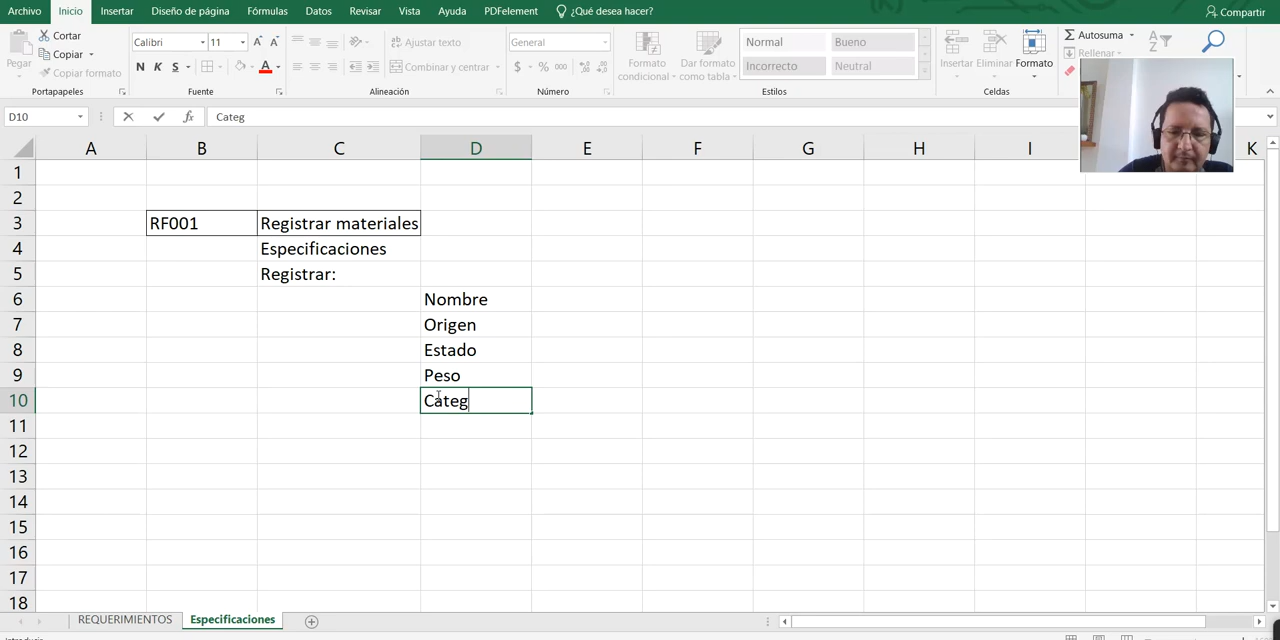 Archivo Inicio Insertar Diseño de página Fórmulas Datos Revisar Vista Ayuda PDFelement ¿Qué desea hacer? Compartir
Pegar
Cortar
Copiar
Copiar formato
Portapapeles
Calibri 11
N K S
Fuente
Ajustar texto
Combinar y centrar
Alineación
General
$ % 000
Número
Formato condicional
Dar formato como tabla
Normal Bueno
Incorrecto Neutral
Estilos
Insertar Eliminar Formato
Celdas
Autosuma
Rellenar
D10 fx Categ
A B C D E F G H I K
1
2
3 RF001 Registrar materiales
4 Especificaciones
5 Registrar:
6 Nombre
7 Origen
8 Estado
9 Peso
10 Categ
11
12
13
14
15
16
17
18
REQUERIMIENTOS Especificaciones